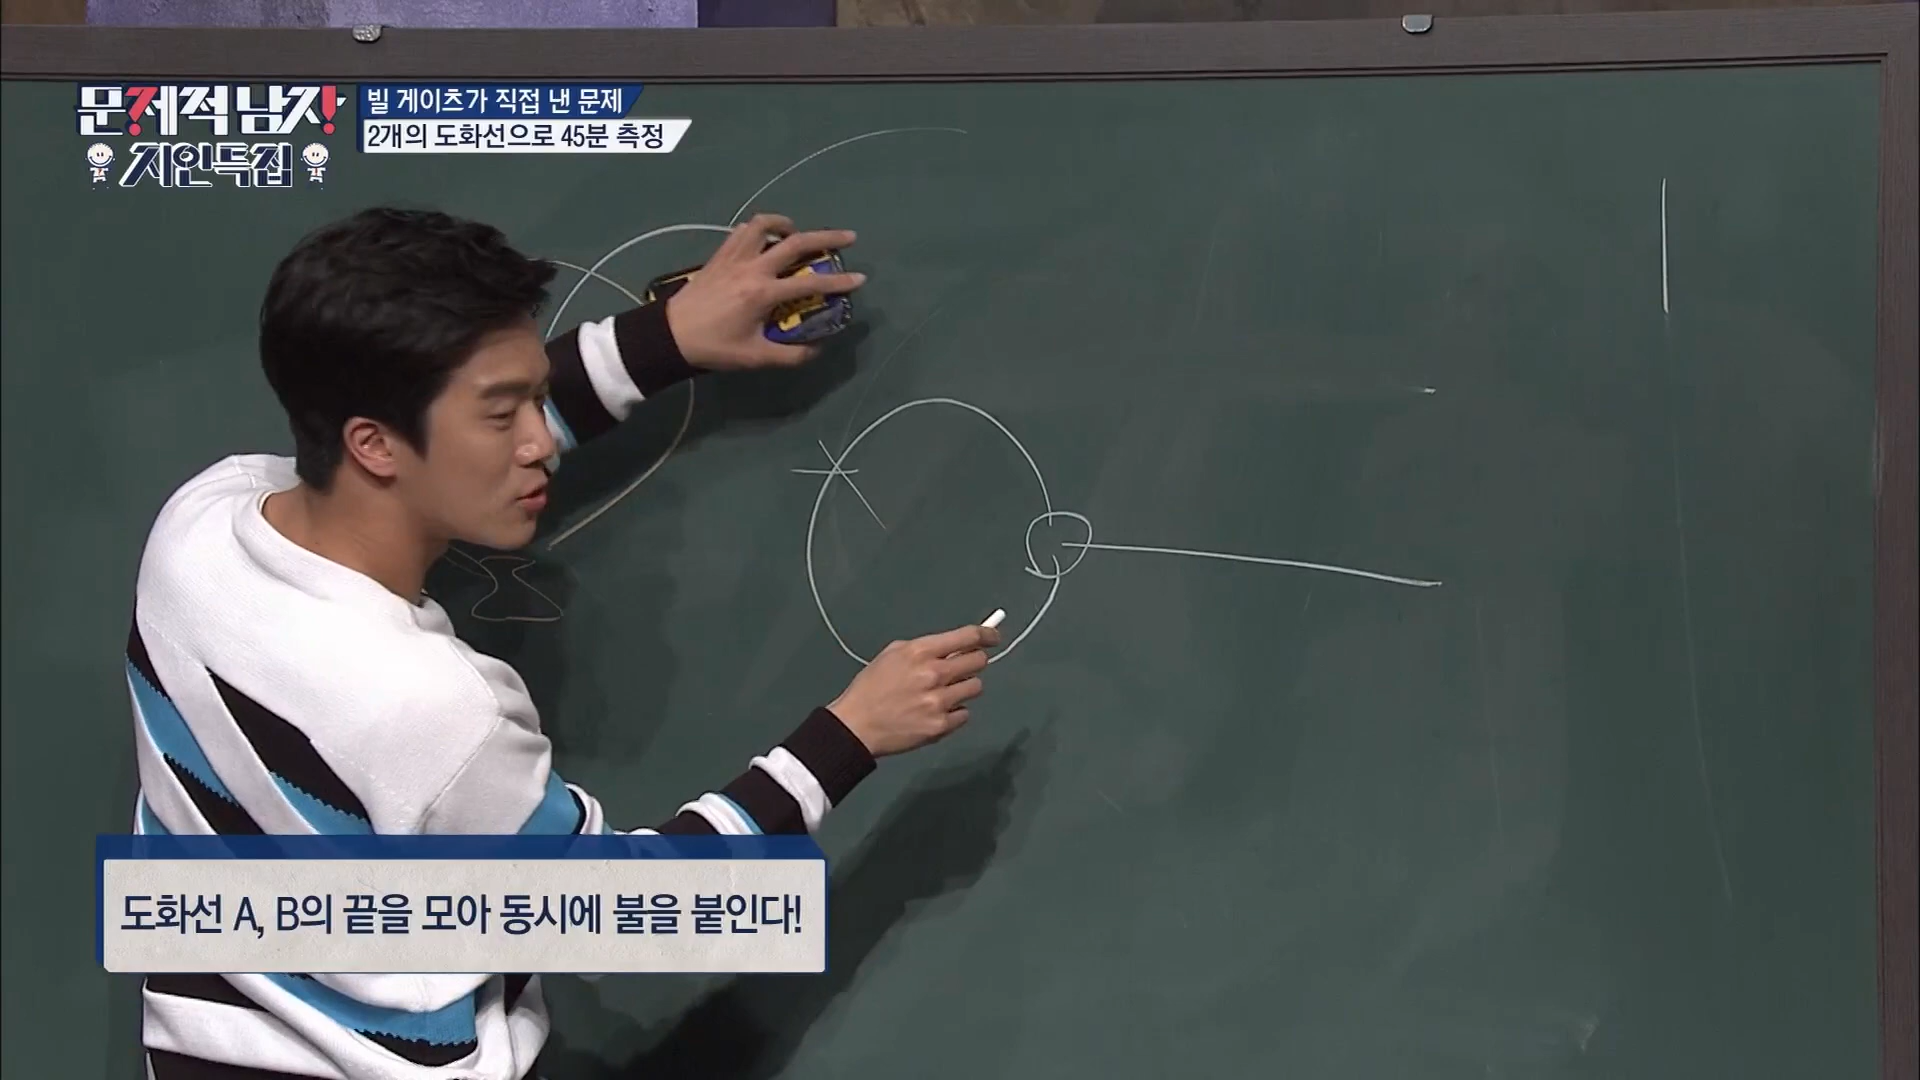 문제적 남자
지인특집
빌 게이츠가 직접 낸 문제
2개의 도화선으로 45분 측정
도화선 A, B의 끝을 모아 동시에 불을 붙인다!